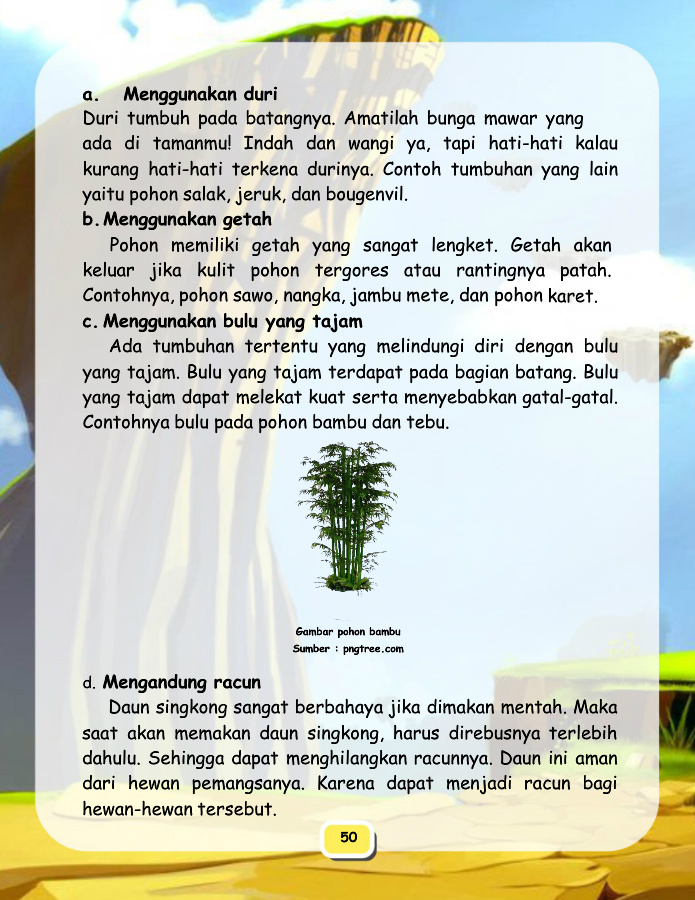 a. Menggunakan duri
Duri tumbuh pada batangnya. Amatilah bunga mawar yang
ada di tamanmu! Indah dan wangi ya, tapi hati-hati kalau
kurang hati-hati terkena durinya. Contoh tumbuhan yang lain
yaitu pohon salak, jeruk, dan bougenvil.
b. Menggunakan getah
Pohon memiliki getah yang sangat lengket. Getah akan
keluar jika kulit pohon tergores atau rantingnya patah.
Contohnya, pohon sawo, nangka, jambu mete, dan pohon karet.
c. Menggunakan bulu yang tajam
Ada tumbuhan tertentu yang melindungi diri dengan bulu
yang tajam. Bulu yang tajam terdapat pada bagian batang. Bulu
yang tajam dapat melekat kuat serta menyebabkan gatal-gatal.
Contohnya bulu pada pohon bambu dan tebu.
Gambar pohon bambu
Sumber : pngtree.com
d. Mengandung racun
Daun singkong sangat berbahaya jika dimakan mentah. Maka
saat akan memakan daun singkong, harus direbusnya terlebih
dahulu. Sehingga dapat menghilangkan racunnya. Daun ini aman
dari hewan pemangsanya. Karena dapat menjadi racun bagi
hewan-hewan tersebut.
50